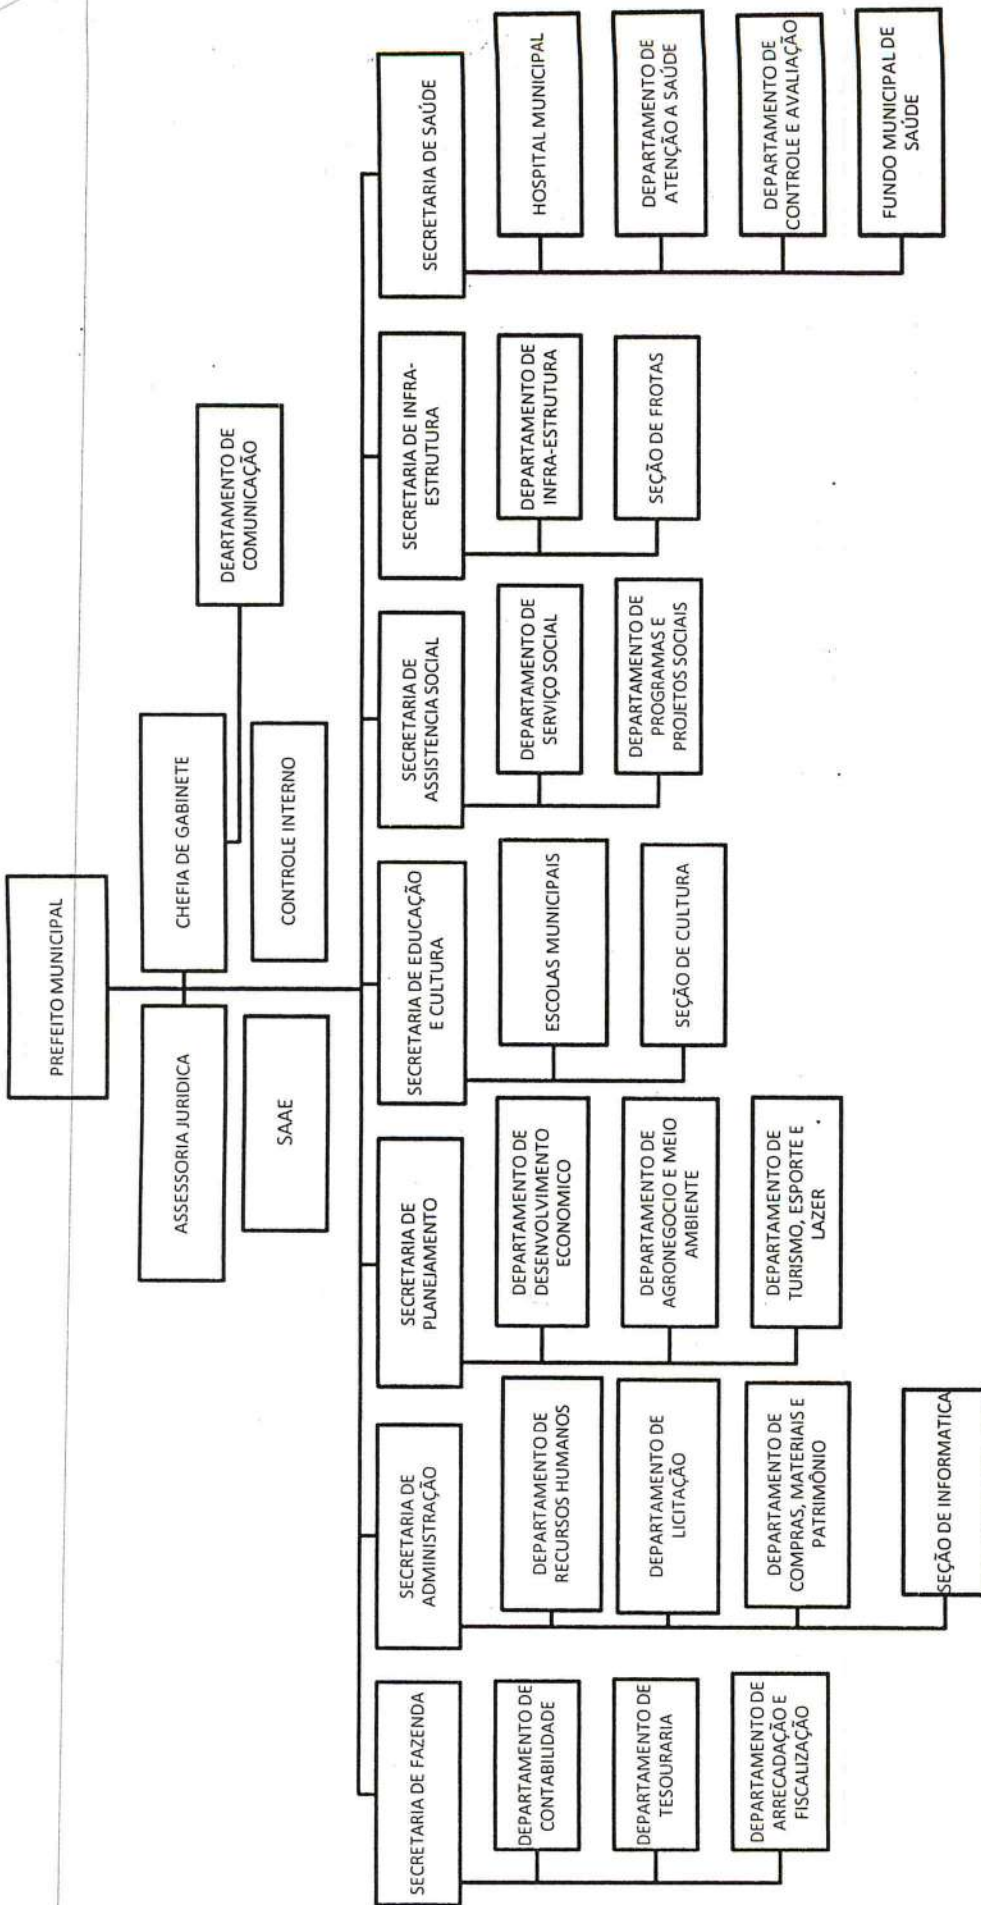 PREFEITO MUNICIPAL
ASSESSORIA JURIDICA
CHEFIA DE GABINETE
DEARTAMENTO DE
COMUNICAÇÃO
SAAE
CONTROLE INTERNO
SECRETARIA DE FAZENDA
DEPARTAMENTO DE
CONTABILIDADE
DEPARTAMENTO DE
TESOURARIA
DEPARTAMENTO DE
ARRECADAÇÃO E
FISCALIZAÇÃO
SECRETARIA DE
ADMINISTRAÇÃO
DEPARTAMENTO DE
RECURSOS HUMANOS
DEPARTAMENTO DE
LICITAÇÃO
DEPARTAMENTO DE
COMPRAS, MATERIAIS E
PATRIMÔNIO
SEÇÃO DE INFORMATICA
SECRETARIA DE
PLANEJAMENTO
DEPARTAMENTO DE
DESENVOLVIMENTO
ECONOMICO
DEPARTAMENTO DE
AGRONEGOCIO E MEIO
AMBIENTE
DEPARTAMENTO DE
TURISMO, ESPORTE E
LAZER
SECRETARIA DE EDUCAÇÃO
E CULTURA
ESCOLAS MUNICIPAIS
SEÇÃO DE CULTURA
SECRETARIA DE
ASSISTENCIA SOCIAL
DEPARTAMENTO DE
SERVIÇO SOCIAL
DEPARTAMENTO DE
PROGRAMAS E
PROJETOS SOCIAIS
SECRETARIA DE INFRA-
ESTRUTURA
DEPARTAMENTO DE
INFRA-ESTRUTURA
SEÇÃO DE FROTAS
SECRETARIA DE SAÚDE
HOSPITAL MUNICIPAL
DEPARTAMENTO DE
ATENÇÃO A SAÚDE
DEPARTAMENTO DE
CONTROLE E AVALIAÇÃO
FUNDO MUNICIPAL DE
SAÚDE